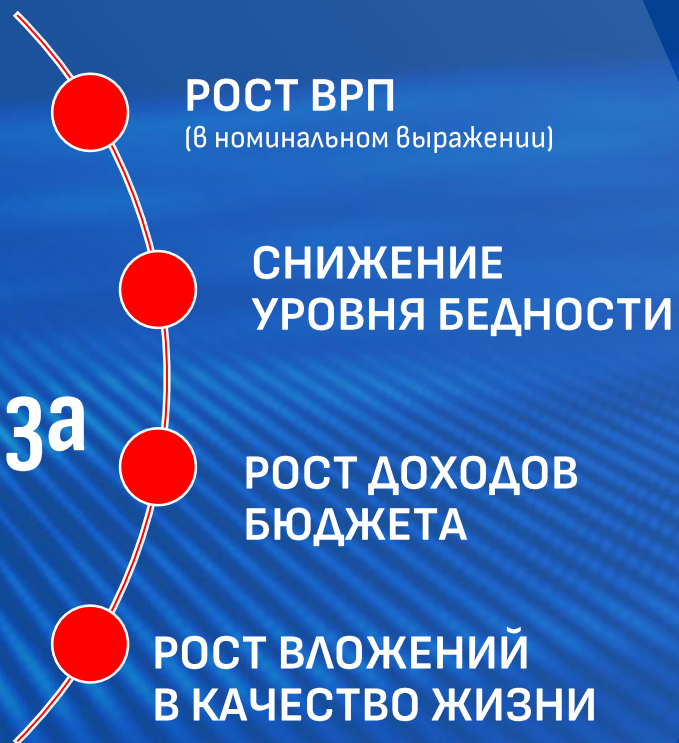 РОСТ ВРП
(в номинальном выражении)
СНИЖЕНИЕ
УРОВНЯ БЕДНОСТИ
за
РОСТ ДОХОДОВ
БЮДЖЕТА
РОСТ ВЛОЖЕНИЙ
В КАЧЕСТВО ЖИЗНИ